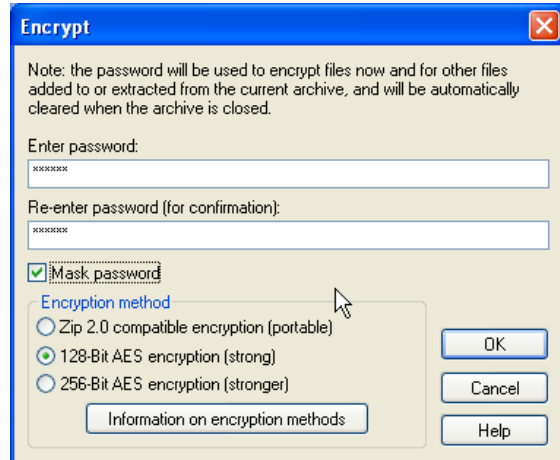 Encrypt
Note: the password will be used to encrypt files now and for other files
added to or extracted from the current archive, and will be automatically
cleared when the archive is closed.
Enter password:
××××××
Re-enter password (for confirmation):
××××××
Mask password
Encryption method
Zip 2.0 compatible encryption (portable)
128-Bit AES encryption (strong)
256-Bit AES encryption (stronger)
Information on encryption methods
OK
Cancel
Help